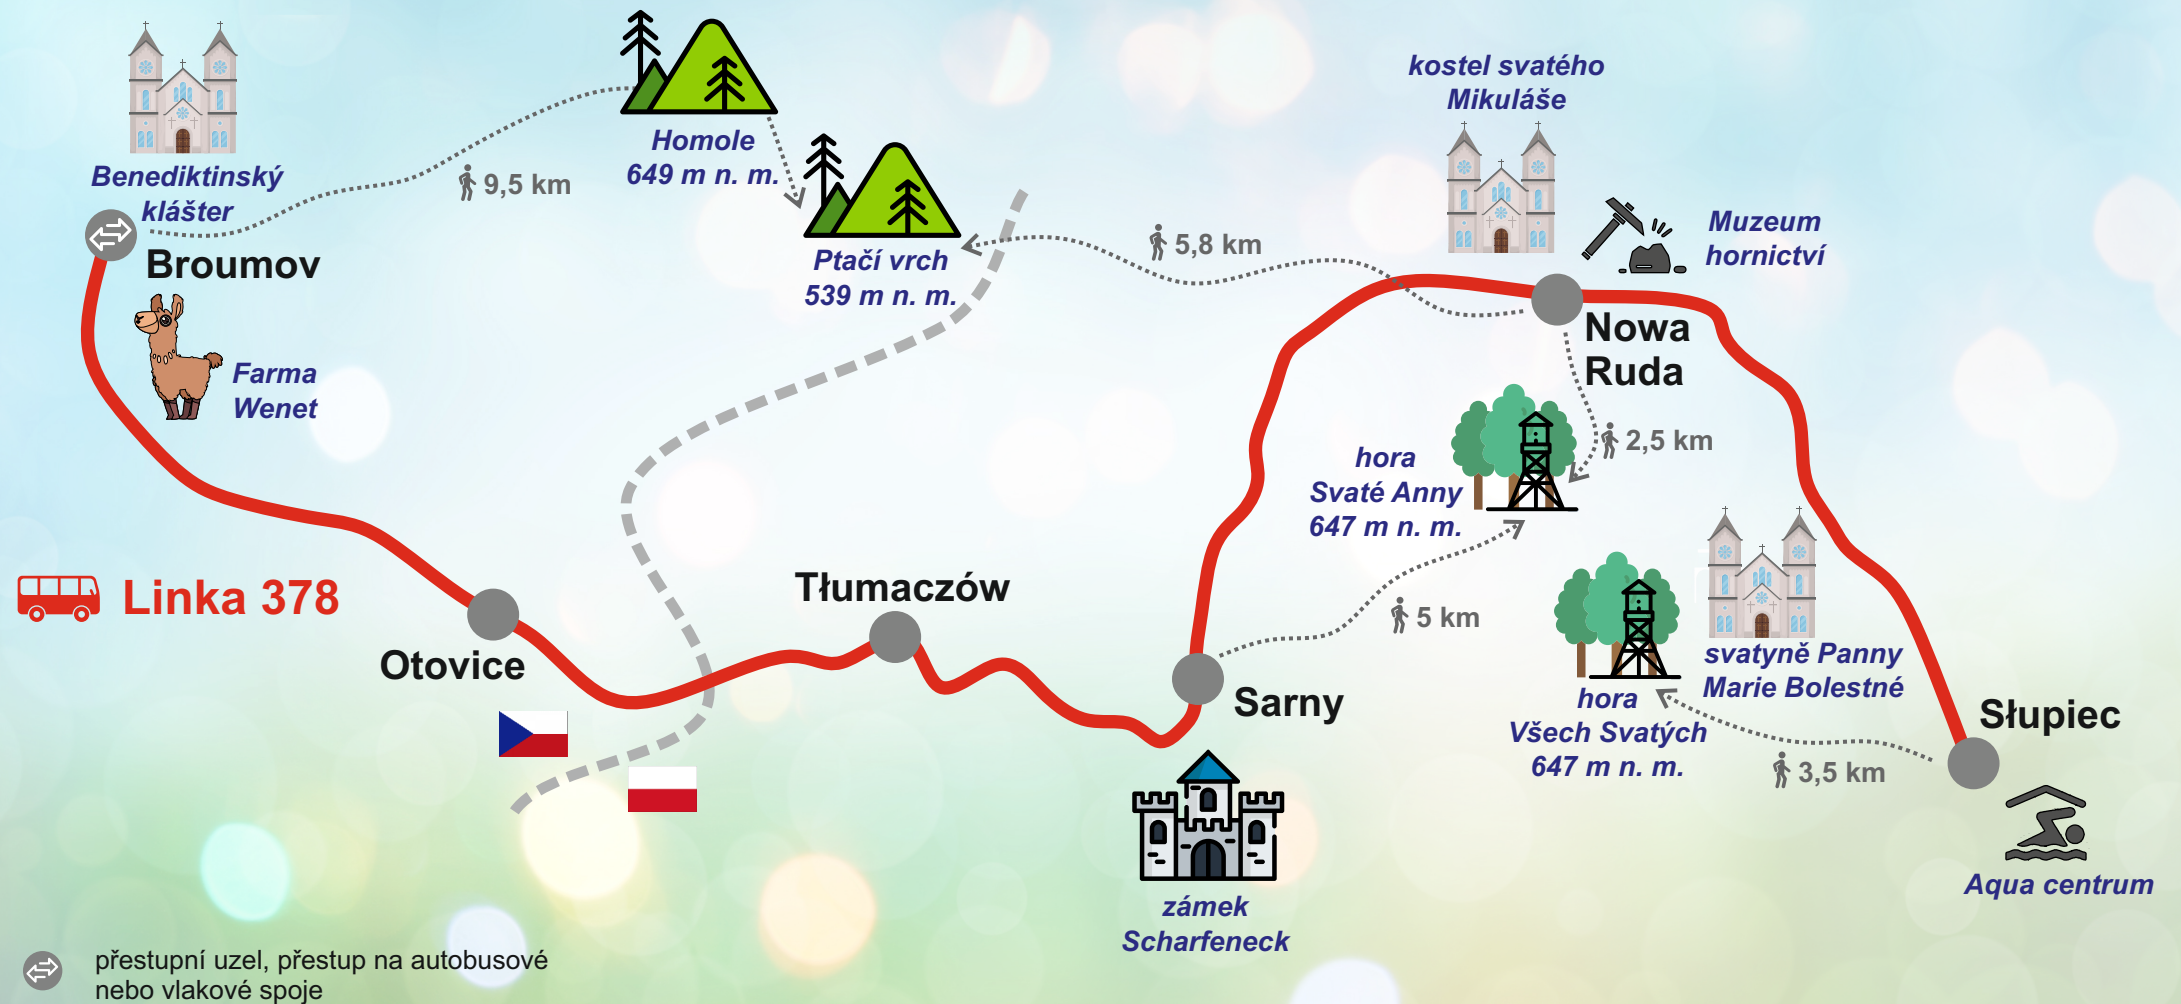 kostel svatého
Mikuláše
Homole
649 m n. m.
Benediktinský
klášter
9,5 km
Muzeum
hornictví
Broumov
Ptačí vrch
539 m n. m.
5,8 km
Nowa
Ruda
Farma
Wenet
2,5 km
hora
Svaté Anny
647 m n. m.
Linka 378
Tłumaczów
5 km
Otovice
Sarny
svatyně Panny
Marie Bolestné
hora
Všech Svatých
647 m n. m.
Słupiec
3,5 km
Aqua centrum
zámek
Scharfeneck
přestupní uzel, přestup na autobusové
nebo vlakové spoje